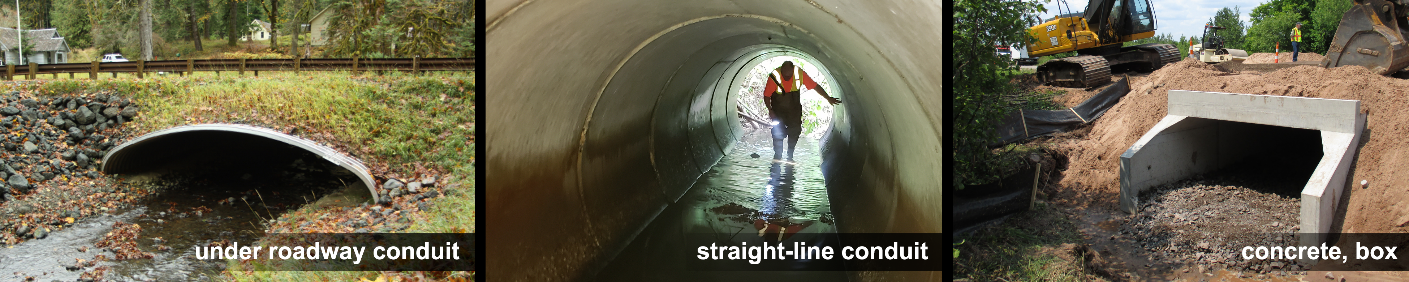 under roadway conduit
straight-line conduit
concrete, box